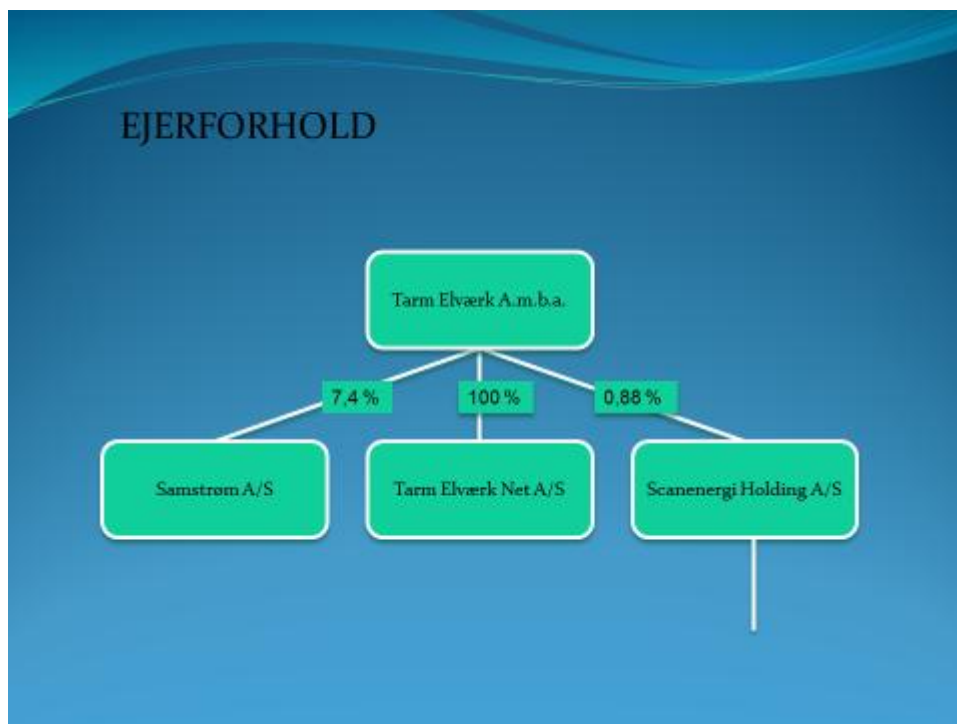 EJERFORHOLD
Tarm Elværk A.m.b.a.
7,4 %
100 %
0,88 %
Samstrøm A/S
Tarm Elværk Net A/S
Scanenergi Holding A/S